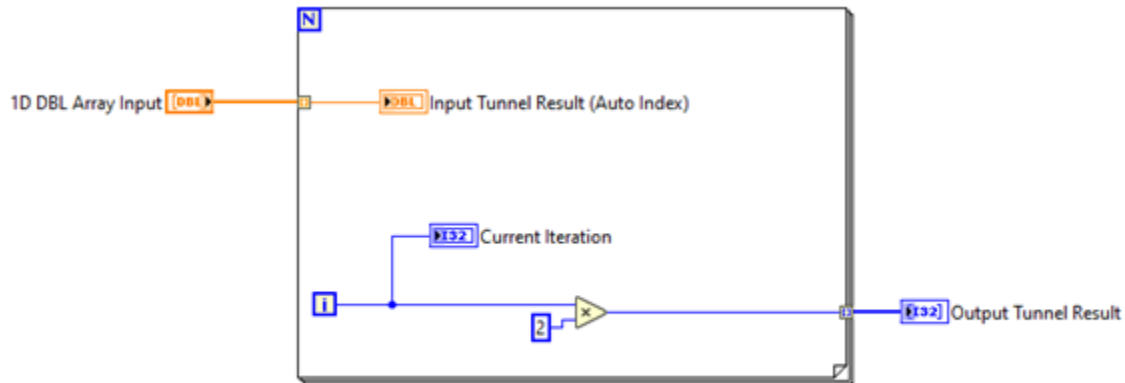 N
1D DBL Array Input [DBL]
DBL Input Tunnel Result (Auto Index)
I32 Current Iteration
i
×
2
[I32] Output Tunnel Result